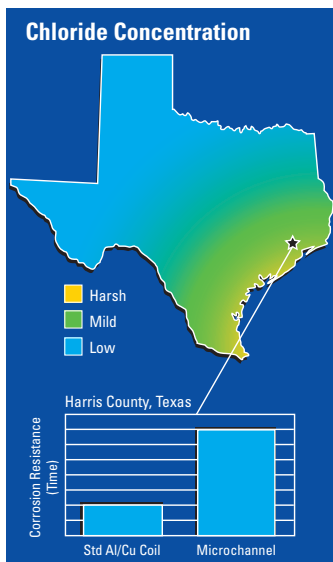 Chloride Concentration
Harsh
Mild
Low
Harris County, Texas
Corrosion Resistance
(Time)
Std Al/Cu Coil
Microchannel